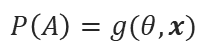 P(A) = g(θ, x)